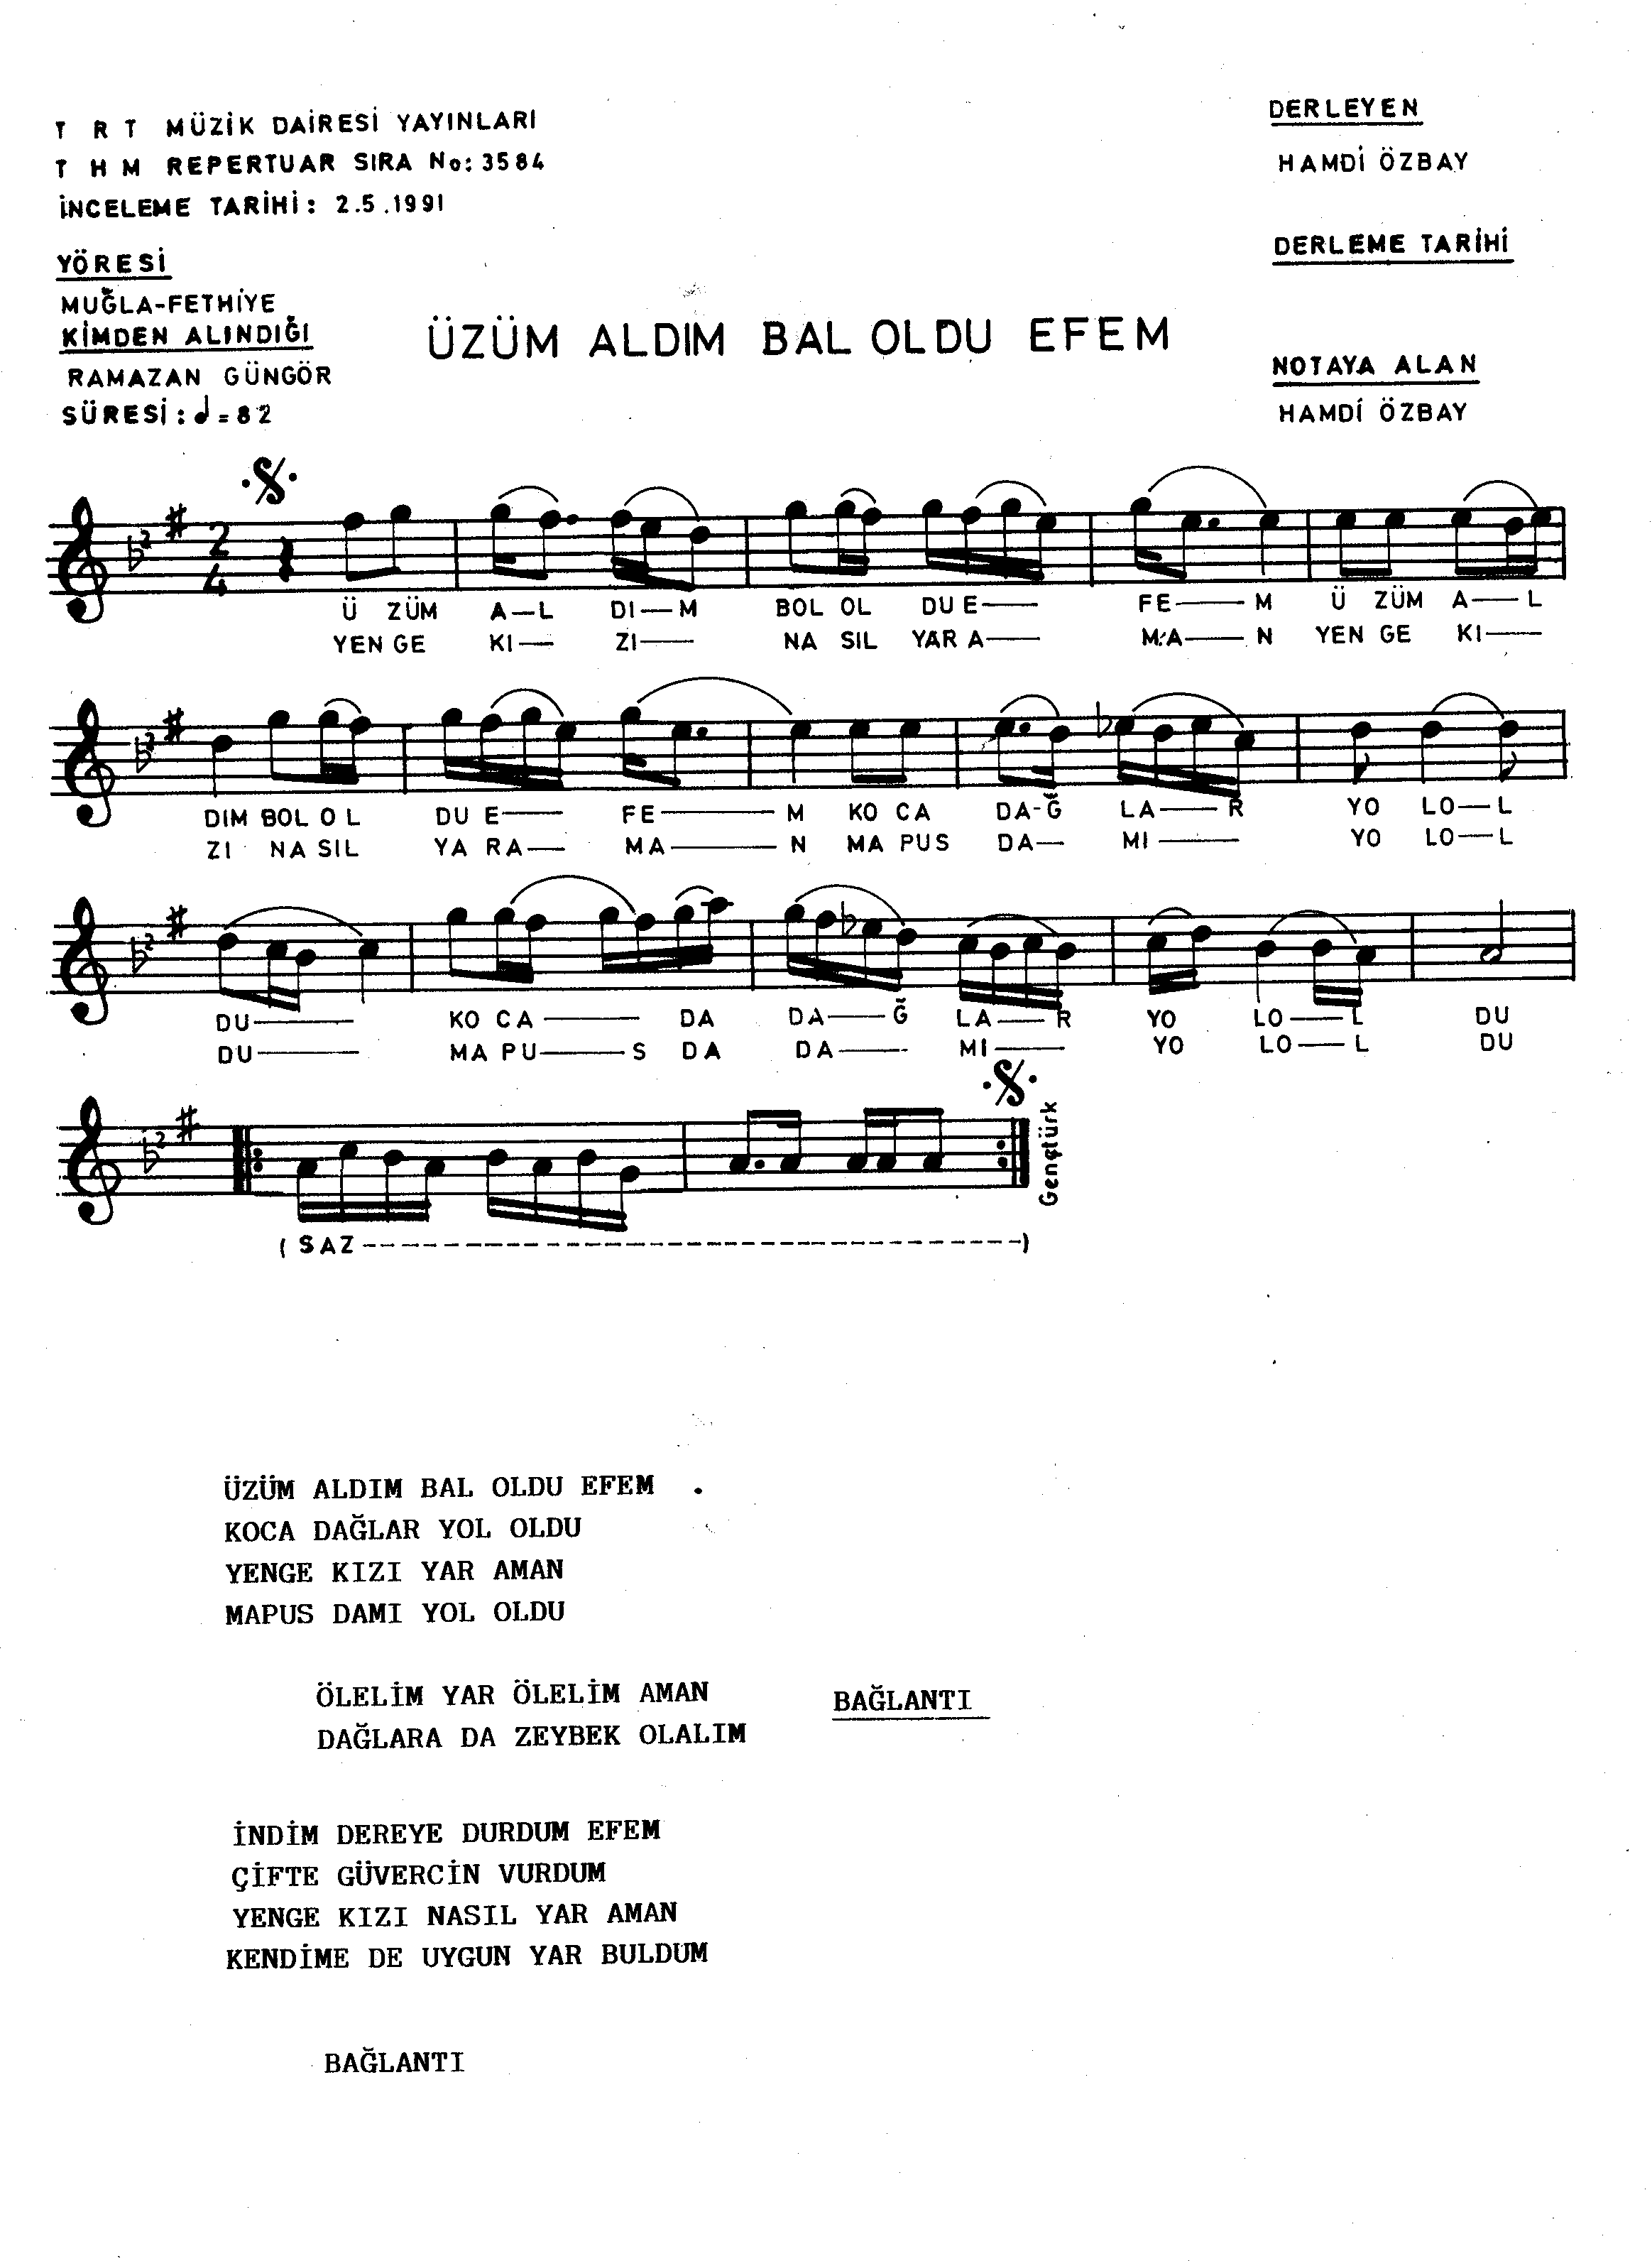 T R T MÜZİK DAİRESİ YAYINLARI
T H M REPERTUAR SIRA No: 3584
İNCELEME TARİHİ: 2.5.1991
DERLEYEN
HAMDİ ÖZBAY
DERLEME TARİHİ
YÖRESİ
MUĞLA-FETHİYE
KİMDEN ALINDIĞI
RAMAZAN GÜNGÖR
SÜRESİ: ♩=82
ÜZÜM ALDIM BAL OLDU EFEM
NOTAYA ALAN
HAMDİ ÖZBAY
Ü ZÜM A—L DI—M BOL OL DU E— FE—M Ü ZÜM A—L
YEN GE KI— ZI— NA SIL YAR A— MA—N YEN GE KI—
DIM BOL O L DU E— FE—M KO CA DA-Ğ LA—R YO LO—L
ZI NA SIL YA RA— MA—N MA PUS DA— MI— YO LO—L
DU— KO CA— DA DA—Ğ LA—R YO LO—L DU
DU— MA PU—S DA DA— MI— YO LO—L DU
Gençtürk
( SAZ ---------------------------------------)
ÜZÜM ALDIM BAL OLDU EFEM .
KOCA DAĞLAR YOL OLDU
YENGE KIZI YAR AMAN
MAPUS DAMI YOL OLDU
ÖLELİM YAR ÖLELİM AMAN
BAĞLANTI
DAĞLARA DA ZEYBEK OLALIM
İNDİM DEREYE DURDUM EFEM
ÇİFTE GÜVERCİN VURDUM
YENGE KIZI NASIL YAR AMAN
KENDİME DE UYGUN YAR BULDUM
BAĞLANTI